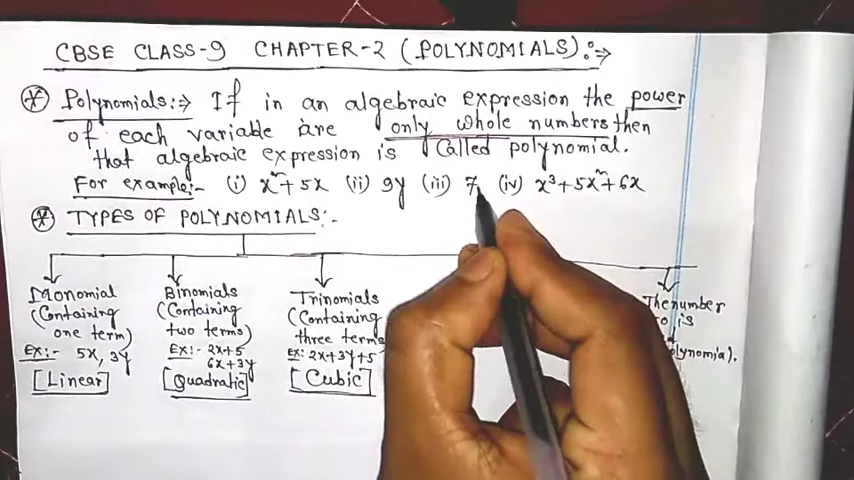 CBSE CLASS-9 CHAPTER-2 (POLYNOMIALS):⇒
Polynomials:→ If in an algebraic expression the power
of each variable are only whole numbers then
that algebraic expression is called polynomial.
For example:- (i) x²+5x (ii) 9y (iii) 7 (iv) x³+5x²+6x
TYPES OF POLYNOMIALS:-
Monomial
(Containing
one term)
Ex:- 5x, 3y
[Linear]
Binomials
(Containing
two terms)
Ex:- 2x+5
6x+3y
[Quadratic]
Trinomials
(Containing
three terms
Ex: 2x+3y+5
[Cubic]
The number
is
polynomial).